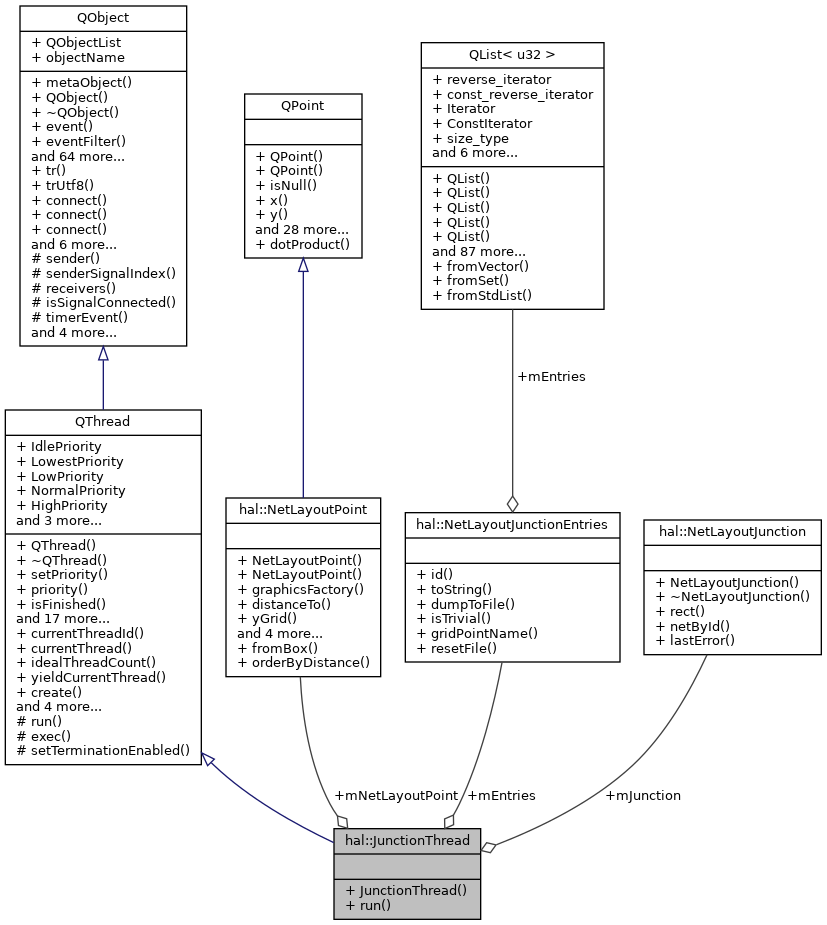 QObject
+ QObjectList
+ objectName
+ metaObject()
+ QObject()
+ ~QObject()
+ event()
+ eventFilter()
and 64 more...
+ tr()
+ trUtf8()
+ connect()
+ connect()
+ connect()
and 6 more...
# sender()
# senderSignalIndex()
# receivers()
# isSignalConnected()
# timerEvent()
and 4 more...
QPoint
+ QPoint()
+ QPoint()
+ isNull()
+ x()
+ y()
and 28 more...
+ dotProduct()
QList< u32 >
+ reverse_iterator
+ const_reverse_iterator
+ Iterator
+ ConstIterator
+ size_type
and 6 more...
+ QList()
+ QList()
+ QList()
+ QList()
+ QList()
and 87 more...
+ fromVector()
+ fromSet()
+ fromStdList()
+mEntries
QThread
+ IdlePriority
+ LowestPriority
+ LowPriority
+ NormalPriority
+ HighPriority
and 3 more...
+ QThread()
+ ~QThread()
+ setPriority()
+ priority()
+ isFinished()
and 17 more...
+ currentThreadId()
+ currentThread()
+ idealThreadCount()
+ yieldCurrentThread()
+ create()
and 4 more...
# run()
# exec()
# setTerminationEnabled()
hal::NetLayoutPoint
+ NetLayoutPoint()
+ NetLayoutPoint()
+ graphicsFactory()
+ distanceTo()
+ yGrid()
and 4 more...
+ fromBox()
+ orderByDistance()
hal::NetLayoutJunctionEntries
+ id()
+ toString()
+ dumpToFile()
+ isTrivial()
+ gridPointName()
+ resetFile()
hal::NetLayoutJunction
+ NetLayoutJunction()
+ ~NetLayoutJunction()
+ rect()
+ netById()
+ lastError()
+mNetLayoutPoint
+mEntries
+mJunction
hal::JunctionThread
+ JunctionThread()
+ run()